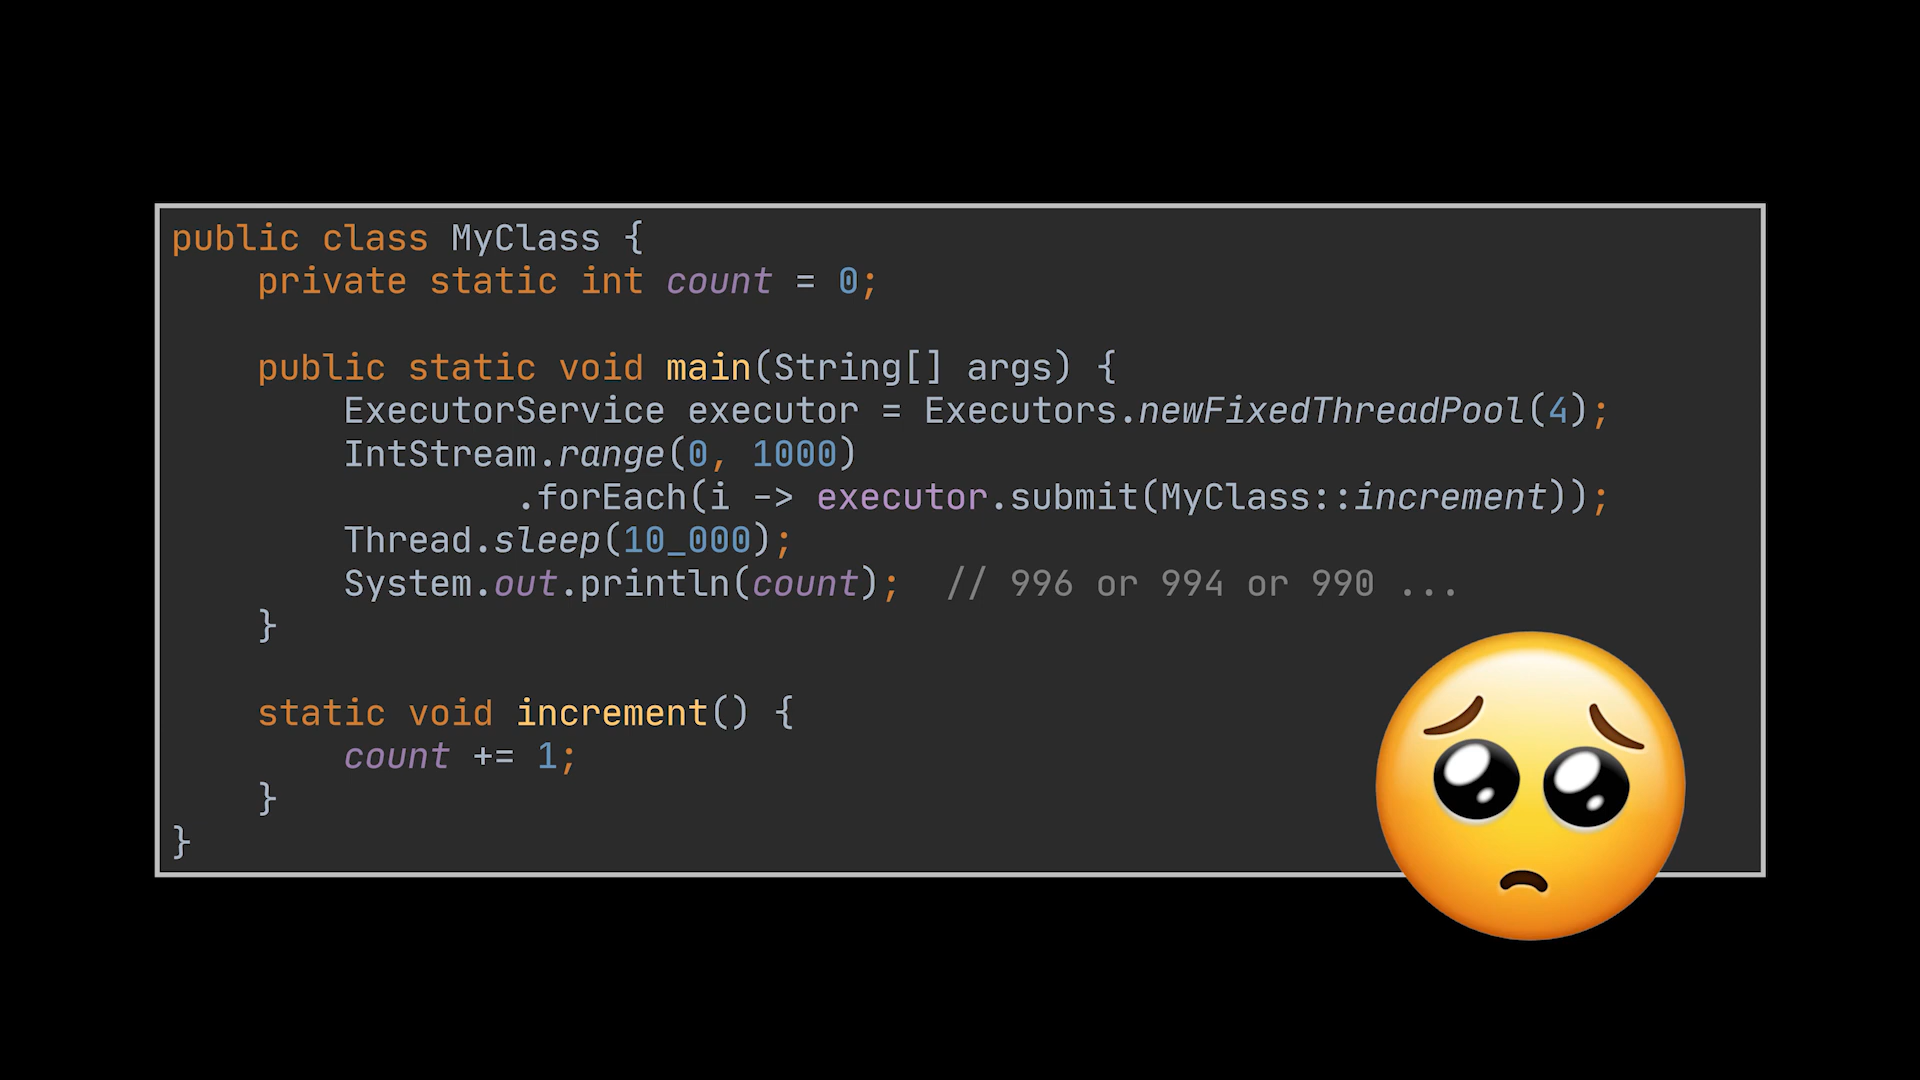 public class MyClass {
private static int count = 0;
public static void main(String[] args) {
ExecutorService executor = Executors.newFixedThreadPool(4);
IntStream.range(0, 1000)
.forEach(i -> executor.submit(MyClass::increment));
Thread.sleep(10_000);
System.out.println(count);  // 996 or 994 or 990 ...
}
static void increment() {
count += 1;
}
}